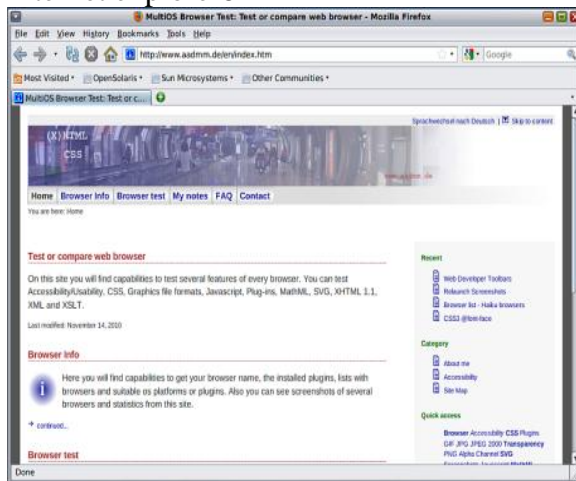 MultiOS Browser Test: Test or compare web browser - Mozilla Firefox
File Edit View History Bookmarks Tools Help
http://www.aadmm.de/en/index.htm
Google
Most Visited OpenSolaris Sun Microsystems Other Communities
MultiOS Browser Test: Test or c...
Sprachwechsel nach Deutsch | Skip to content
(X)HTML
CSS
www.aadmm.de
Home Browser Info Browser test My notes FAQ Contact
You are here: Home
Test or compare web browser
On this site you will find capabilities to test several features of every browser. You can test
Accessibility/Usability, CSS, Graphics file formats, Javascript, Plug-ins, MathML, SVG, XHTML 1.1,
XML and XSLT.
Last modified: November 14, 2010
Browser Info
Here you will find capabilities to get your browser name, the installed plugins, lists with
browsers and suitable os platforms or plugins. Also you can see screenshots of several
browsers and statistics from this site.
continued...
Browser test
Recent
Web Developer Toolbars
Relaunch Screenshots
Browser list - Haiku browsers
CSS3 @font-face
Category
About me
Accessibility
Site Map
Quick access
Browser Accessibility CSS Plugins
GIF JPG JPEG 2000 Transparency
PNG Alpha Channel SVG
Done